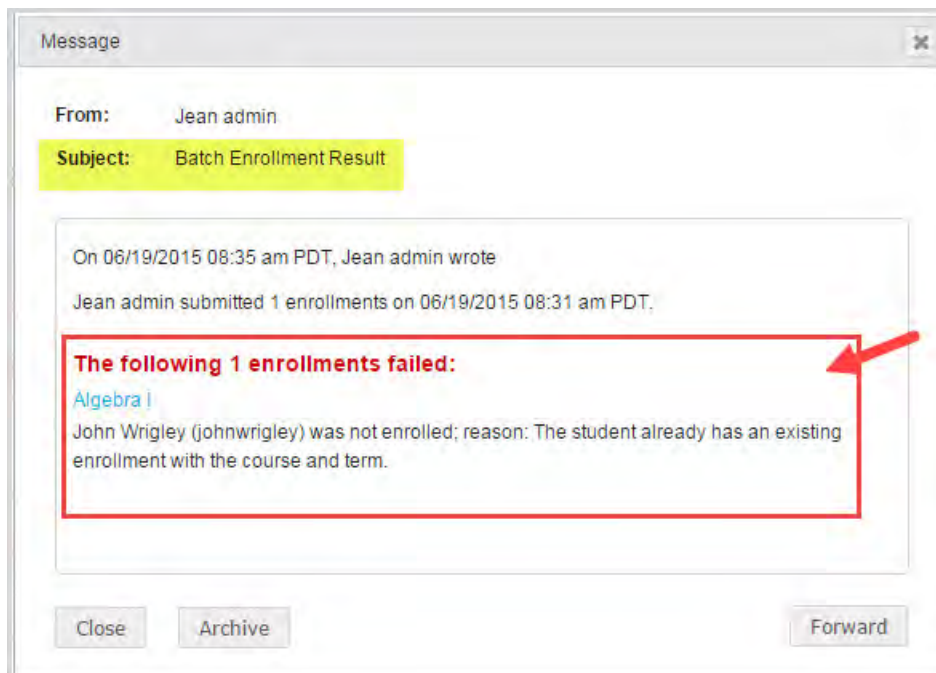 Message
From: Jean admin
Subject: Batch Enrollment Result
On 06/19/2015 08:35 am PDT, Jean admin wrote
Jean admin submitted 1 enrollments on 06/19/2015 08:31 am PDT.
The following 1 enrollments failed:
Algebra I
John Wrigley (johnwrigley) was not enrolled; reason: The student already has an existing
enrollment with the course and term.
Close Archive Forward